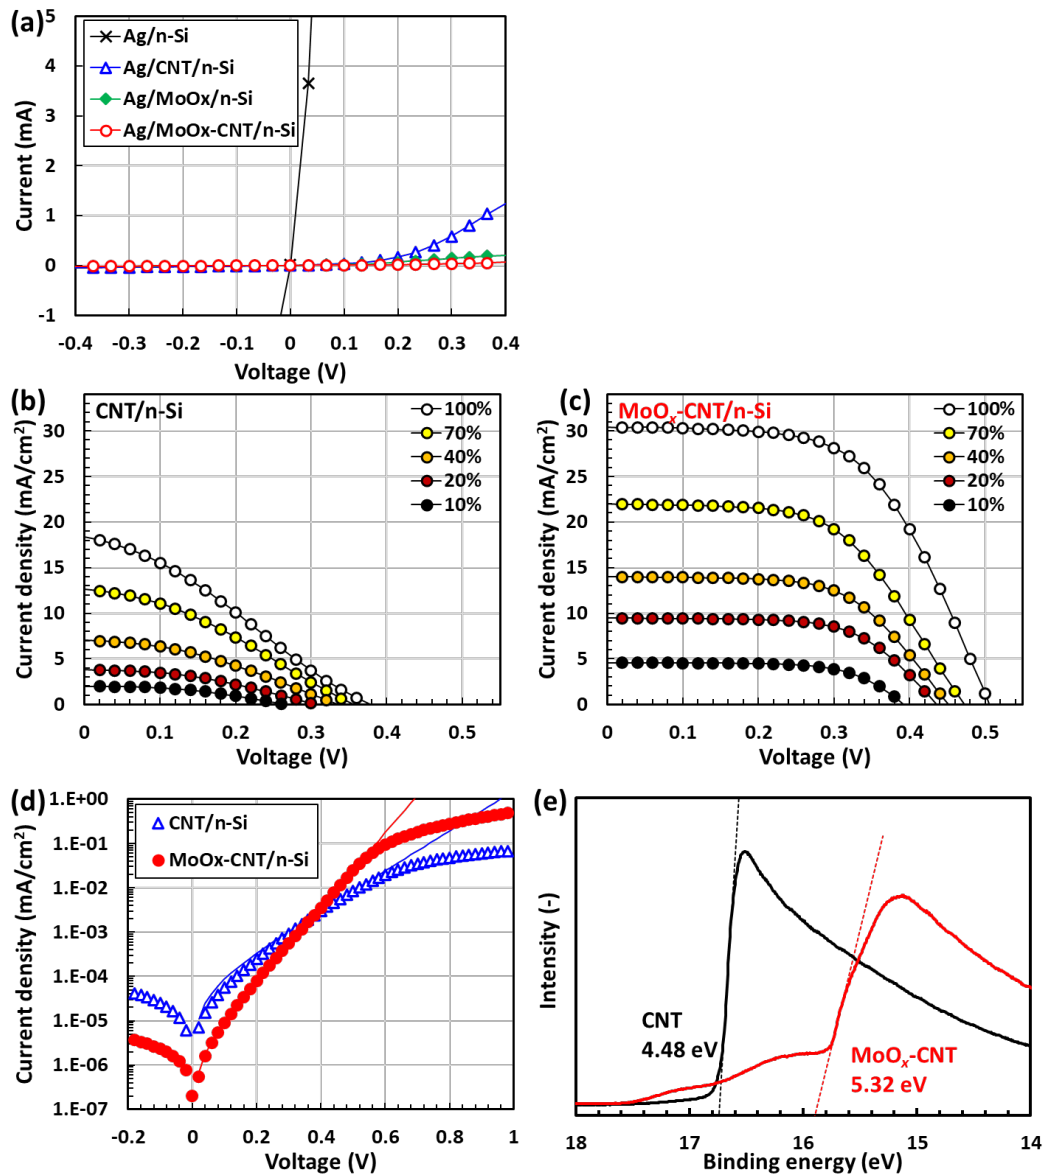 (a)
5
4
3
2
1
0
-1
Current (mA)
Ag/n-Si
Ag/CNT/n-Si
Ag/MoOx/n-Si
Ag/MoOx-CNT/n-Si
-0.4 -0.3 -0.2 -0.1 0 0.1 0.2 0.3 0.4
Voltage (V)
(b)
CNT/n-Si
100%
70%
40%
20%
10%
30
25
20
15
10
5
0
Current density (mA/cm²)
0 0.1 0.2 0.3 0.4 0.5
Voltage (V)
(c)
MoOₓ-CNT/n-Si
100%
70%
40%
20%
10%
30
25
20
15
10
5
0
Current density (mA/cm²)
0 0.1 0.2 0.3 0.4 0.5
Voltage (V)
(d)
1.E+00
1.E-01
1.E-02
1.E-03
1.E-04
1.E-05
1.E-06
1.E-07
Current density (mA/cm²)
CNT/n-Si
MoOx-CNT/n-Si
-0.2 0 0.2 0.4 0.6 0.8 1
Voltage (V)
(e)
Intensity (-)
CNT
4.48 eV
MoOₓ-CNT
5.32 eV
18 17 16 15 14
Binding energy (eV)